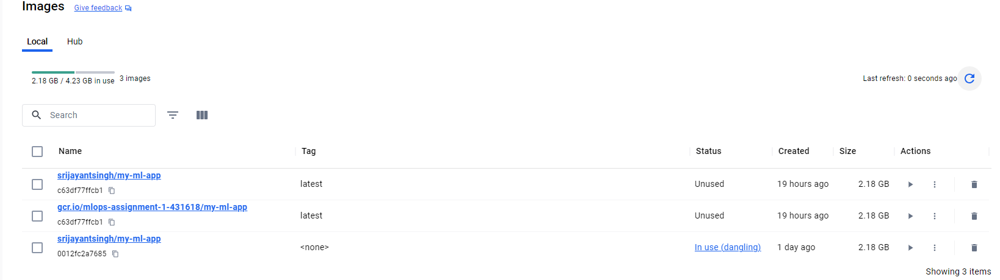 Images Give feedback
Local Hub
2.18 GB / 4.23 GB in use 3 images Last refresh: 0 seconds ago
Search
Name Tag Status Created Size Actions
srijayantsingh/my-ml-app
c63df77ffcb1 latest Unused 19 hours ago 2.18 GB
gcr.io/mlops-assignment-1-431618/my-ml-app
c63df77ffcb1 latest Unused 19 hours ago 2.18 GB
srijayantsingh/my-ml-app
0012fc2a7685 <none> In use (dangling) 1 day ago 2.18 GB
Showing 3 items